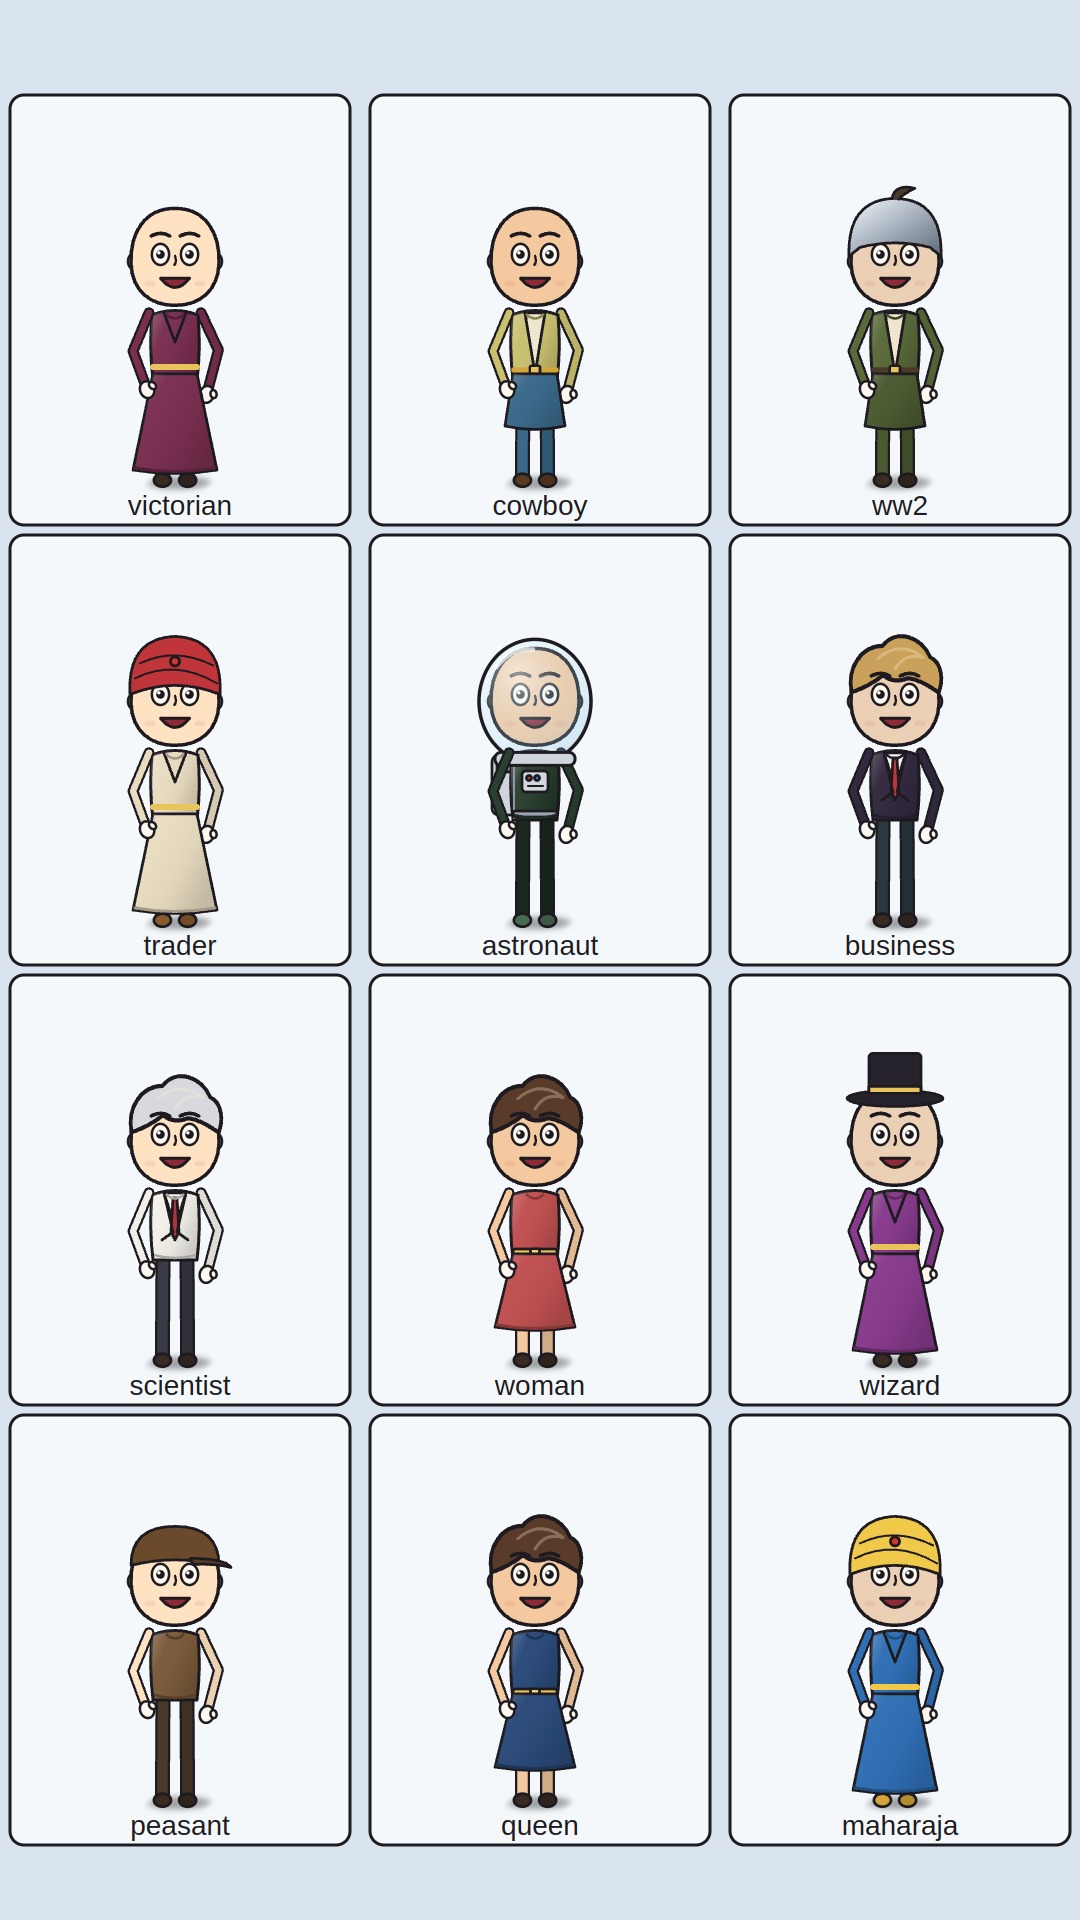 victorian
cowboy
ww2
trader
astronaut
business
scientist
woman
wizard
peasant
queen
maharaja